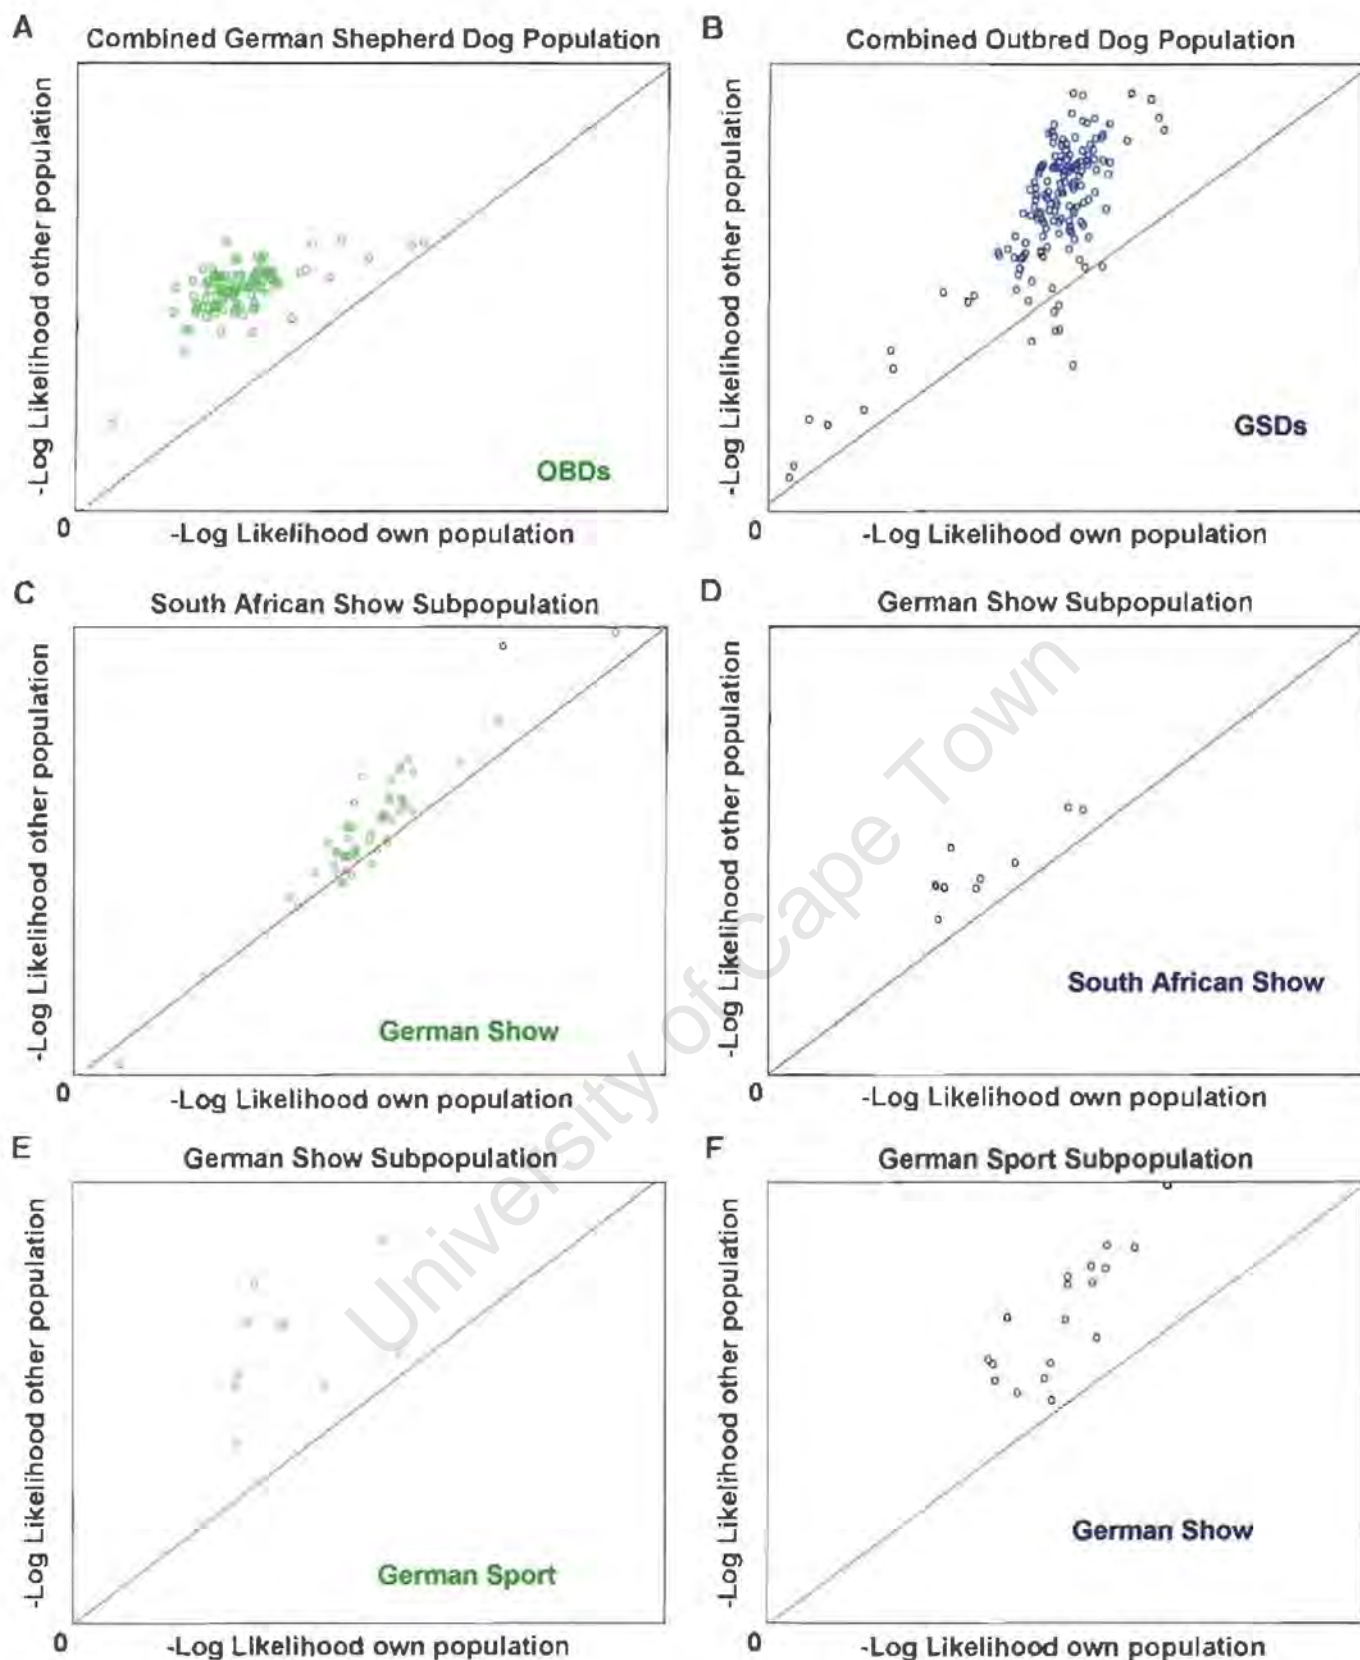 A
Combined German Shepherd Dog Population
-Log Likelihood other population
OBDs
0
-Log Likelihood own population
B
Combined Outbred Dog Population
-Log Likelihood other population
GSDs
0
-Log Likelihood own population
C
South African Show Subpopulation
-Log Likelihood other population
German Show
0
-Log Likelihood own population
D
German Show Subpopulation
-Log Likelihood other population
South African Show
0
-Log Likelihood own population
E
German Show Subpopulation
-Log Likelihood other population
German Sport
0
-Log Likelihood own population
F
German Sport Subpopulation
-Log Likelihood other population
German Show
0
-Log Likelihood own population
University of Cape Town